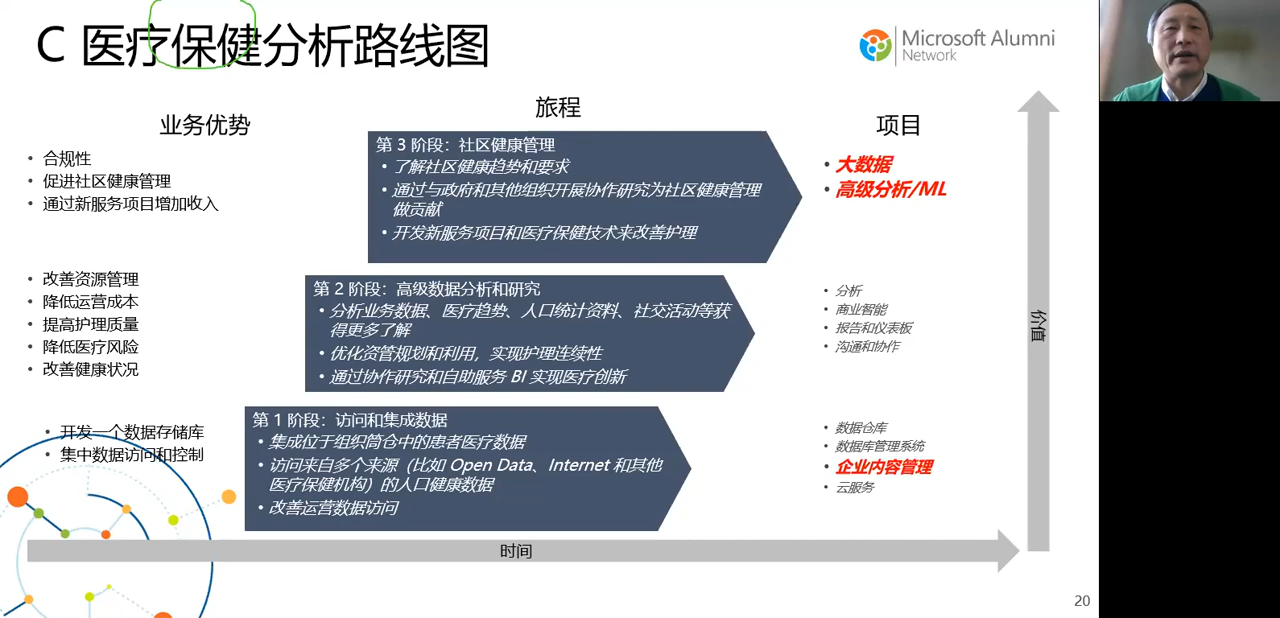 C 医疗保健分析路线图
Microsoft Alumni
Network
业务优势
旅程
项目
• 合规性
• 促进社区健康管理
• 通过新服务项目增加收入
第 3 阶段：社区健康管理
• 了解社区健康趋势和要求
• 通过与政府和其他组织开展协作研究为社区健康管理
做贡献
• 开发新服务项目和医疗保健技术来改善护理
• 大数据
• 高级分析/ML
• 改善资源管理
• 降低运营成本
• 提高护理质量
• 降低医疗风险
• 改善健康状况
第 2 阶段：高级数据分析和研究
• 分析业务数据、医疗趋势、人口统计资料、社交活动等获
得更多了解
• 优化资管规划和利用，实现护理连续性
• 通过协作研究和自助服务 BI 实现医疗创新
• 分析
• 商业智能
• 报告和仪表板
• 沟通和协作
价值
• 开发一个数据存储库
• 集中数据访问和控制
第 1 阶段：访问和集成数据
• 集成位于组织筒仓中的患者医疗数据
• 访问来自多个来源（比如 Open Data、Internet 和其他
医疗保健机构）的人口健康数据
• 改善运营数据访问
• 数据仓库
• 数据库管理系统
• 企业内容管理
• 云服务
时间
20